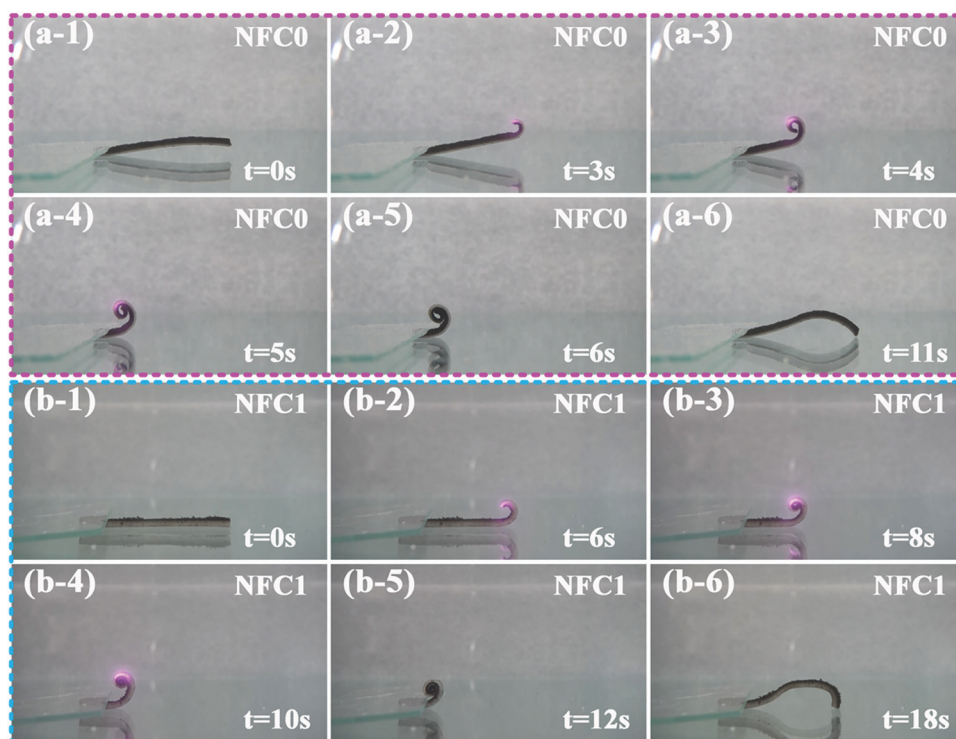 (a-1) NFC0
t=0s
(a-2) NFC0
t=3s
(a-3) NFC0
t=4s
(a-4) NFC0
t=5s
(a-5) NFC0
t=6s
(a-6) NFC0
t=11s
(b-1) NFC1
t=0s
(b-2) NFC1
t=6s
(b-3) NFC1
t=8s
(b-4) NFC1
t=10s
(b-5) NFC1
t=12s
(b-6) NFC1
t=18s